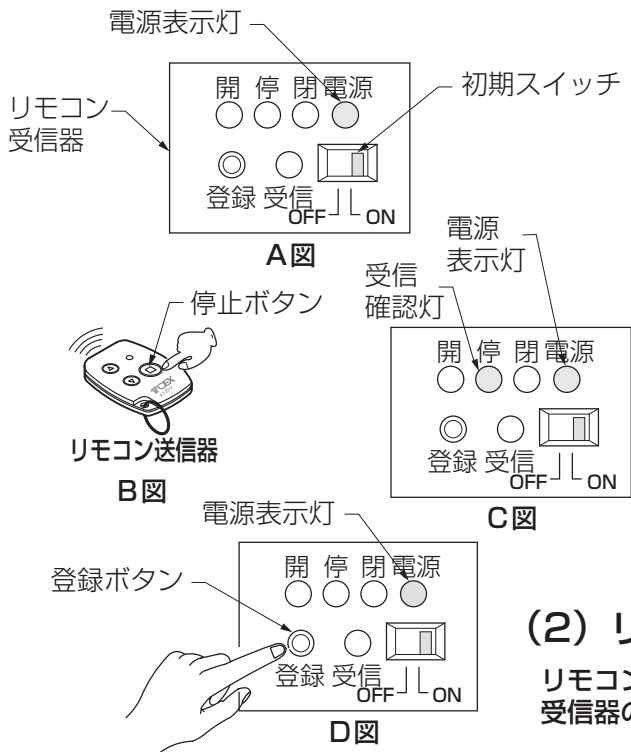 電源表示灯
開 停 閉 電源
初期スイッチ
リモコン
受信器
登録 受信
OFF ON
A図
電源
表示灯
受信
確認灯
停止ボタン
開 停 閉 電源
TOEX
リモコン送信器
登録 受信
OFF ON
B図
C図
電源表示灯
開 停 閉 電源
登録ボタン
(2) リ
リモコン
受信器の
登録 受信
OFF ON
D図